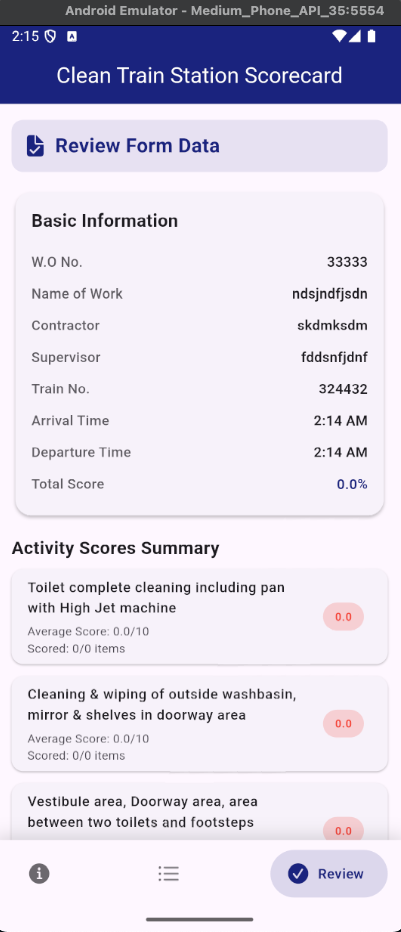 Android Emulator - Medium_Phone_API_35:5554
2:15
Clean Train Station Scorecard
Review Form Data
Basic Information
W.O No. 33333
Name of Work ndsjndfjsdn
Contractor skdmksdm
Supervisor fddsnfjdnf
Train No. 324432
Arrival Time 2:14 AM
Departure Time 2:14 AM
Total Score 0.0%
Activity Scores Summary
Toilet complete cleaning including pan
with High Jet machine
Average Score: 0.0/10
Scored: 0/0 items
0.0
Cleaning & wiping of outside washbasin,
mirror & shelves in doorway area
Average Score: 0.0/10
Scored: 0/0 items
0.0
Vestibule area, Doorway area, area
between two toilets and footsteps
0.0
Review